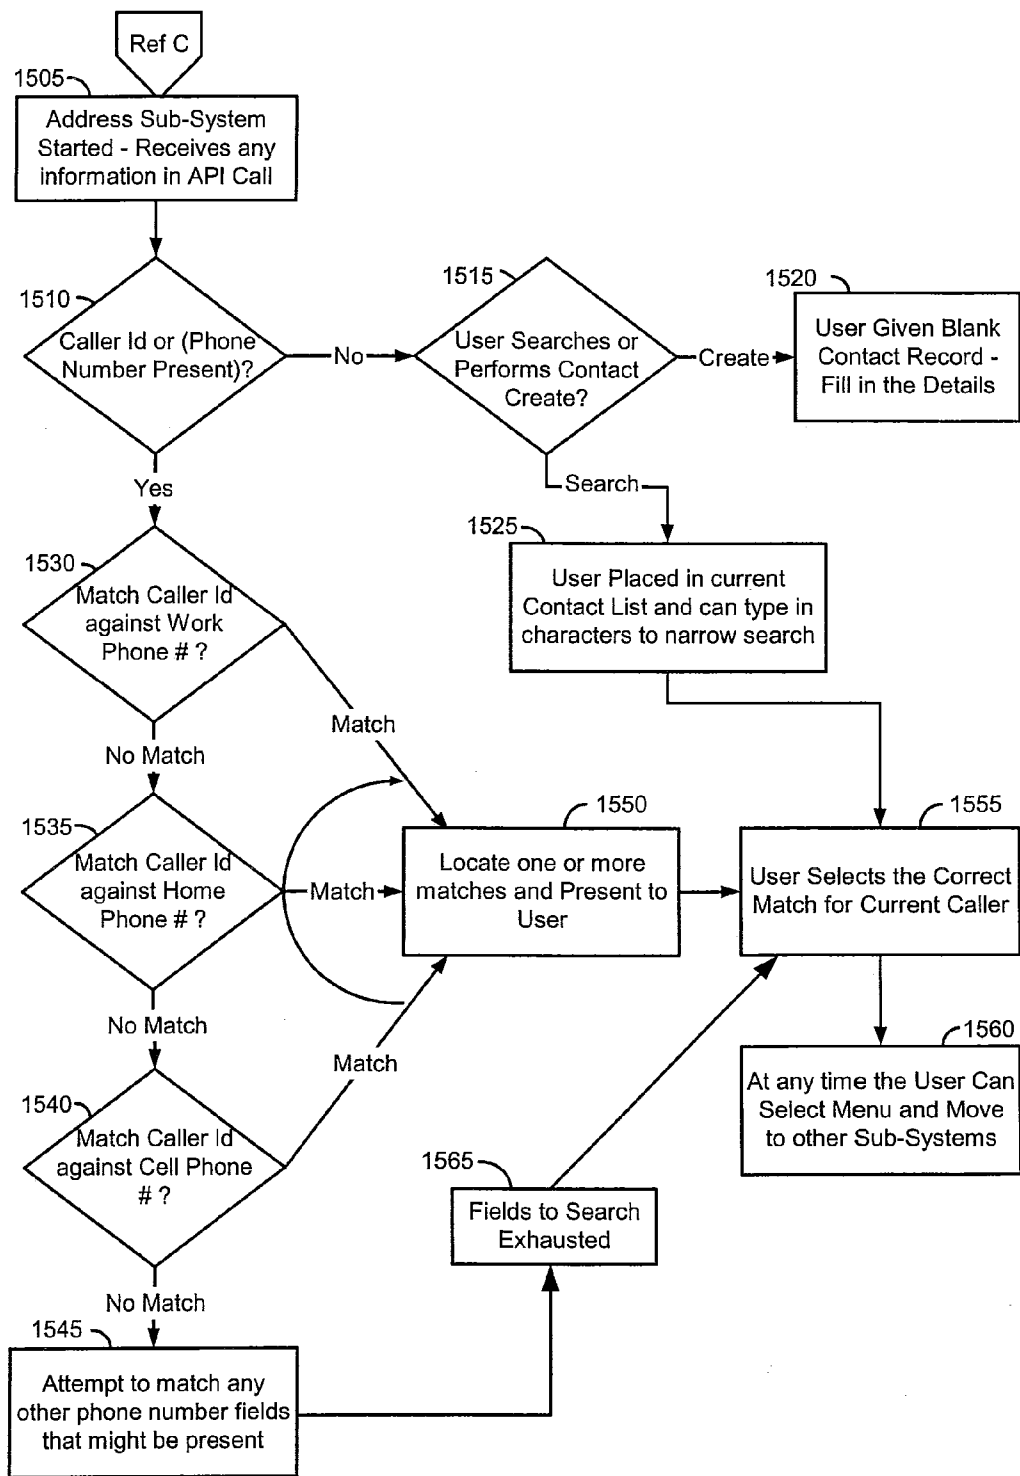 Ref C
1505
Address Sub-System
Started - Receives any
information in API Call
1510
Caller Id or (Phone
Number Present)?
No
1515
User Searches or
Performs Contact
Create?
Create
1520
User Given Blank
Contact Record -
Fill in the Details
Yes
Search
1525
User Placed in current
Contact List and can type in
characters to narrow search
1530
Match Caller Id
against Work
Phone # ?
Match
No Match
1535
Match Caller Id
against Home
Phone # ?
Match
1550
Locate one or more
matches and Present to
User
1555
User Selects the Correct
Match for Current Caller
No Match
Match
1540
Match Caller Id
against Cell Phone
# ?
1560
At any time the User Can
Select Menu and Move
to other Sub-Systems
1565
Fields to Search
Exhausted
No Match
1545
Attempt to match any
other phone number fields
that might be present